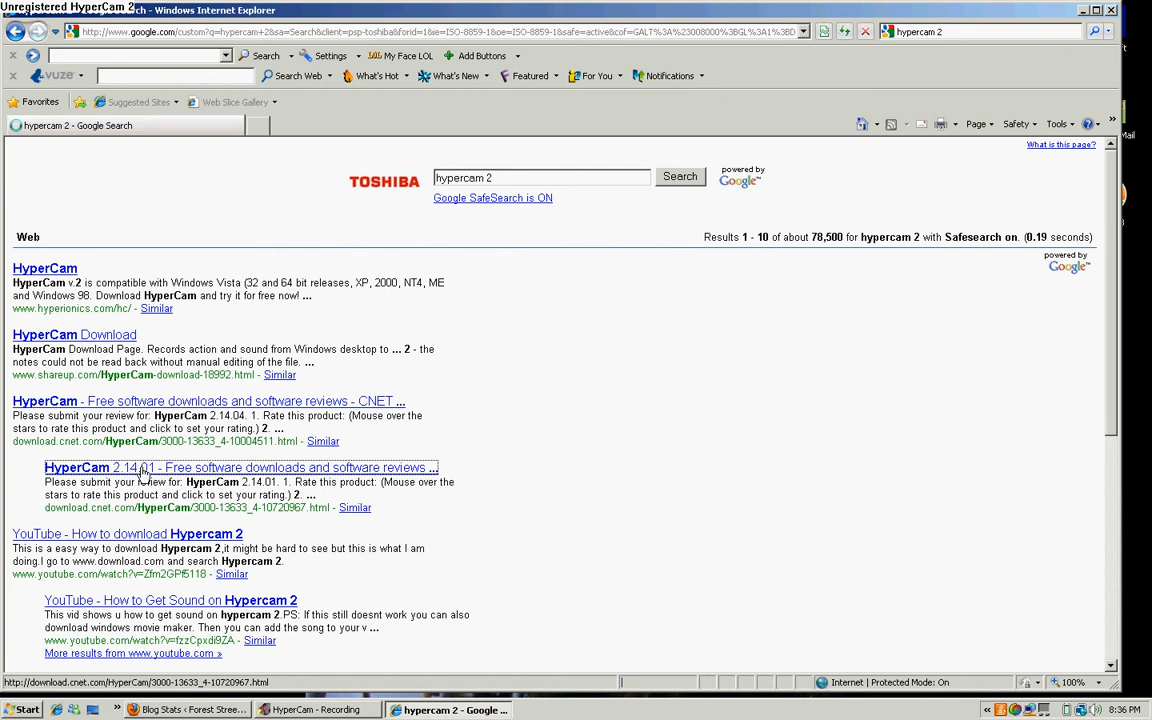 Unregistered HyperCam 2
Search - Windows Internet Explorer
http://www.google.com/custom?q=hypercam+2&sa=Search&client=psp-toshiba&forid=1&ie=ISO-8859-1&oe=ISO-8859-1&safe=active&cof=GALT%3A%23008000%3BGL%3A1%3BD
hypercam 2
Search
Settings
My Face LOL
Add Buttons
vuze
Search Web
What's Hot
What's New
Featured
For You
Notifications
Favorites
Suggested Sites
Web Slice Gallery
hypercam 2 - Google Search
Page
Safety
Tools
What is this page?
TOSHIBA
hypercam 2
Search
powered by
Google™
Google SafeSearch is ON
Web
Results 1 - 10 of about 78,500 for hypercam 2 with Safesearch on. (0.19 seconds)
powered by
Google™
HyperCam
HyperCam v.2 is compatible with Windows Vista (32 and 64 bit releases, XP, 2000, NT4, ME
and Windows 98. Download HyperCam and try it for free now! ...
www.hyperionics.com/hc/ - Similar
HyperCam Download
HyperCam Download Page. Records action and sound from Windows desktop to ... 2 - the
notes could not be read back without manual editing of the file. ...
www.shareup.com/HyperCam-download-18992.html - Similar
HyperCam - Free software downloads and software reviews - CNET ...
Please submit your review for: HyperCam 2.14.04. 1. Rate this product: (Mouse over the
stars to rate this product and click to set your rating.) 2. ...
download.cnet.com/HyperCam/3000-13633_4-10004511.html - Similar
HyperCam 2.14.01 - Free software downloads and software reviews ...
Please submit your review for: HyperCam 2.14.01. 1. Rate this product: (Mouse over the
stars to rate this product and click to set your rating.) 2. ...
download.cnet.com/HyperCam/3000-13633_4-10720967.html - Similar
YouTube - How to download Hypercam 2
This is a easy way to download Hypercam 2,it might be hard to see but this is what I am
doing.I go to www.download.com and search Hypercam 2.
www.youtube.com/watch?v=Zfm2GPf5118 - Similar
YouTube - How to Get Sound on Hypercam 2
This vid shows u how to get sound on hypercam 2.PS: If this still doesnt work you can also
download windows movie maker. Then you can add the song to your v ...
www.youtube.com/watch?v=fzzCpxdi9ZA - Similar
More results from www.youtube.com »
http://download.cnet.com/HyperCam/3000-13633_4-10720967.html
Internet | Protected Mode: On
100%
Start
Blog Stats ‹ Forest Stree...
HyperCam - Recording
hypercam 2 - Google ...
8:36 PM
Mail